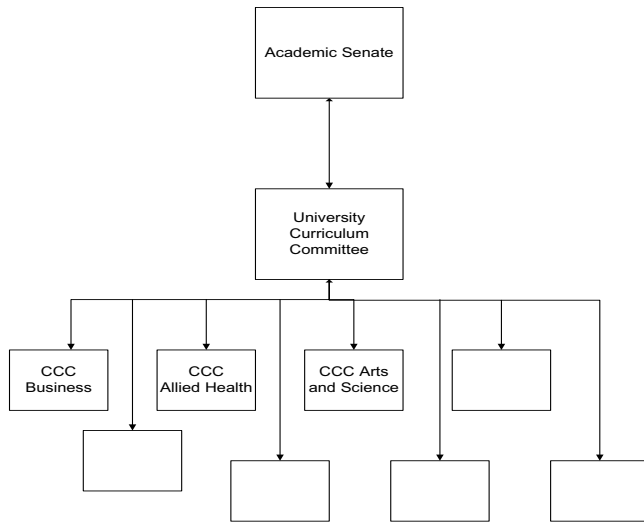 Academic Senate
University
Curriculum
Committee
CCC
Business
CCC
Allied Health
CCC Arts
and Science